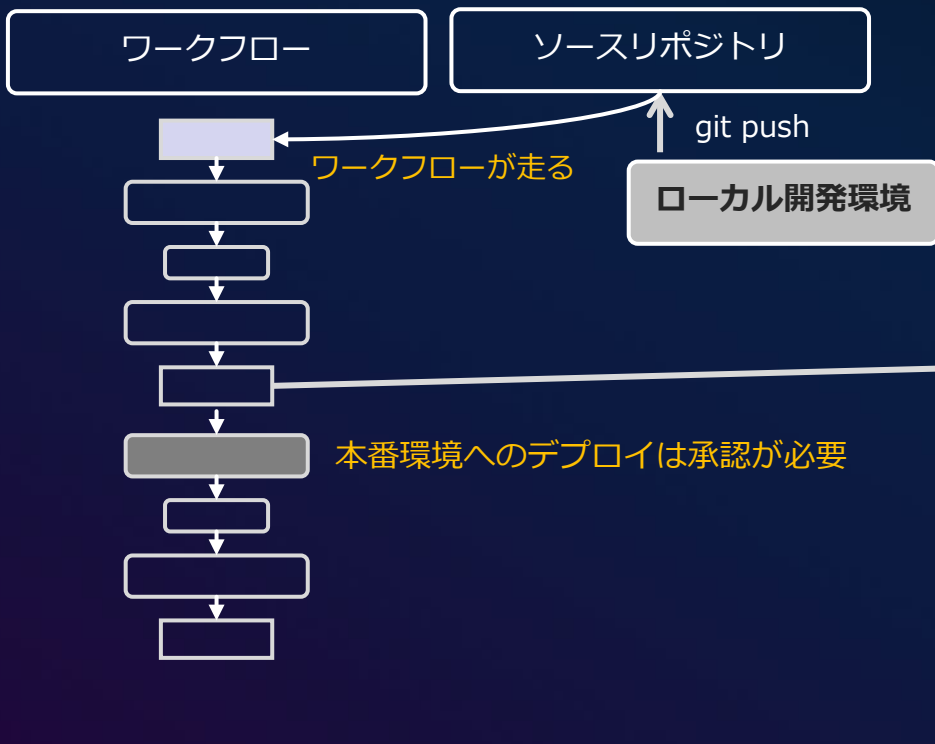 ワークフロー
ソースリポジトリ
git push
ワークフローが走る
ローカル開発環境
本番環境へのデプロイは承認が必要